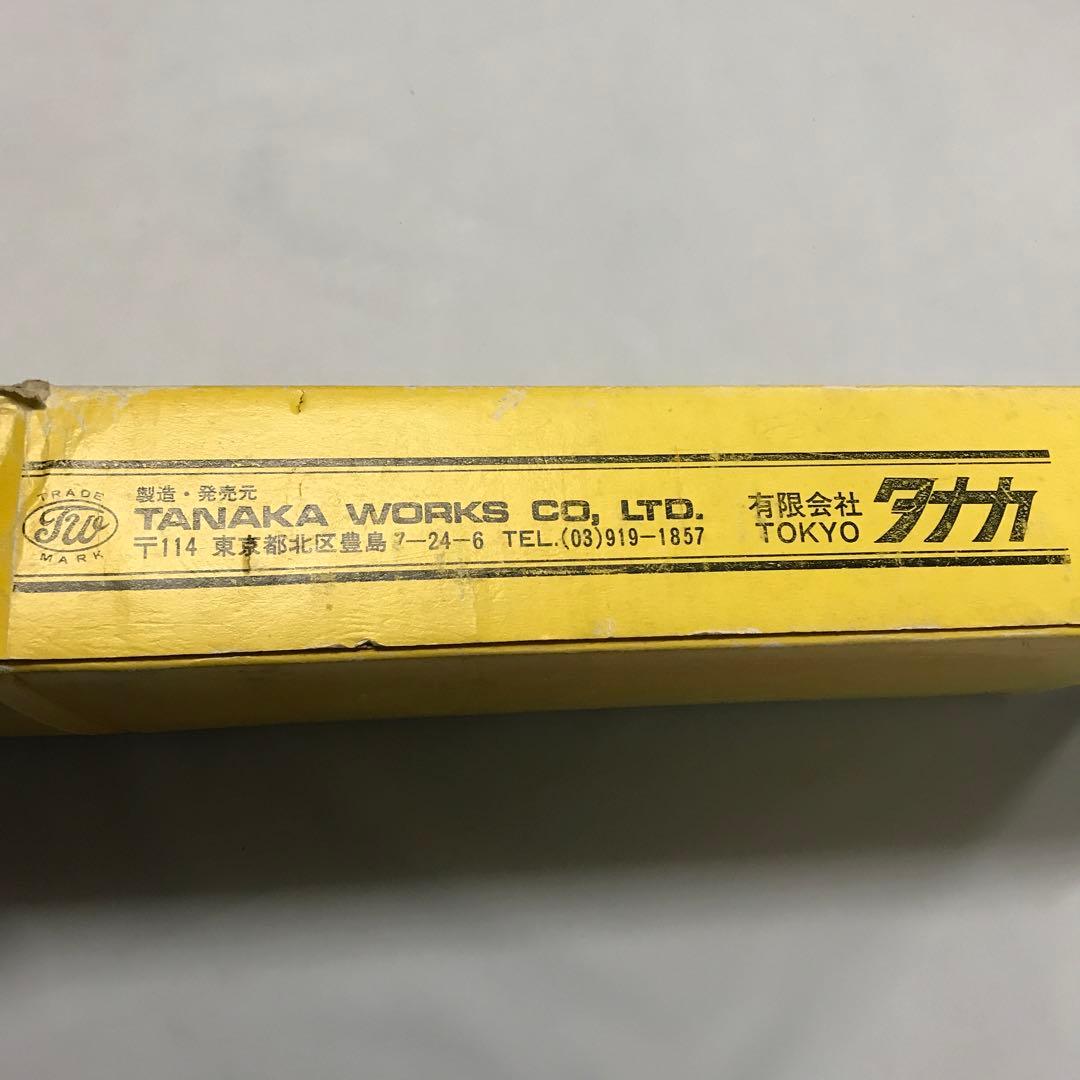 TRADE
TW
MARK
製造・発売元
TANAKA WORKS CO, LTD.
〒114 東京都北区豊島7-24-6 TEL.(03)919-1857
有限会社
TOKYO
タナカ